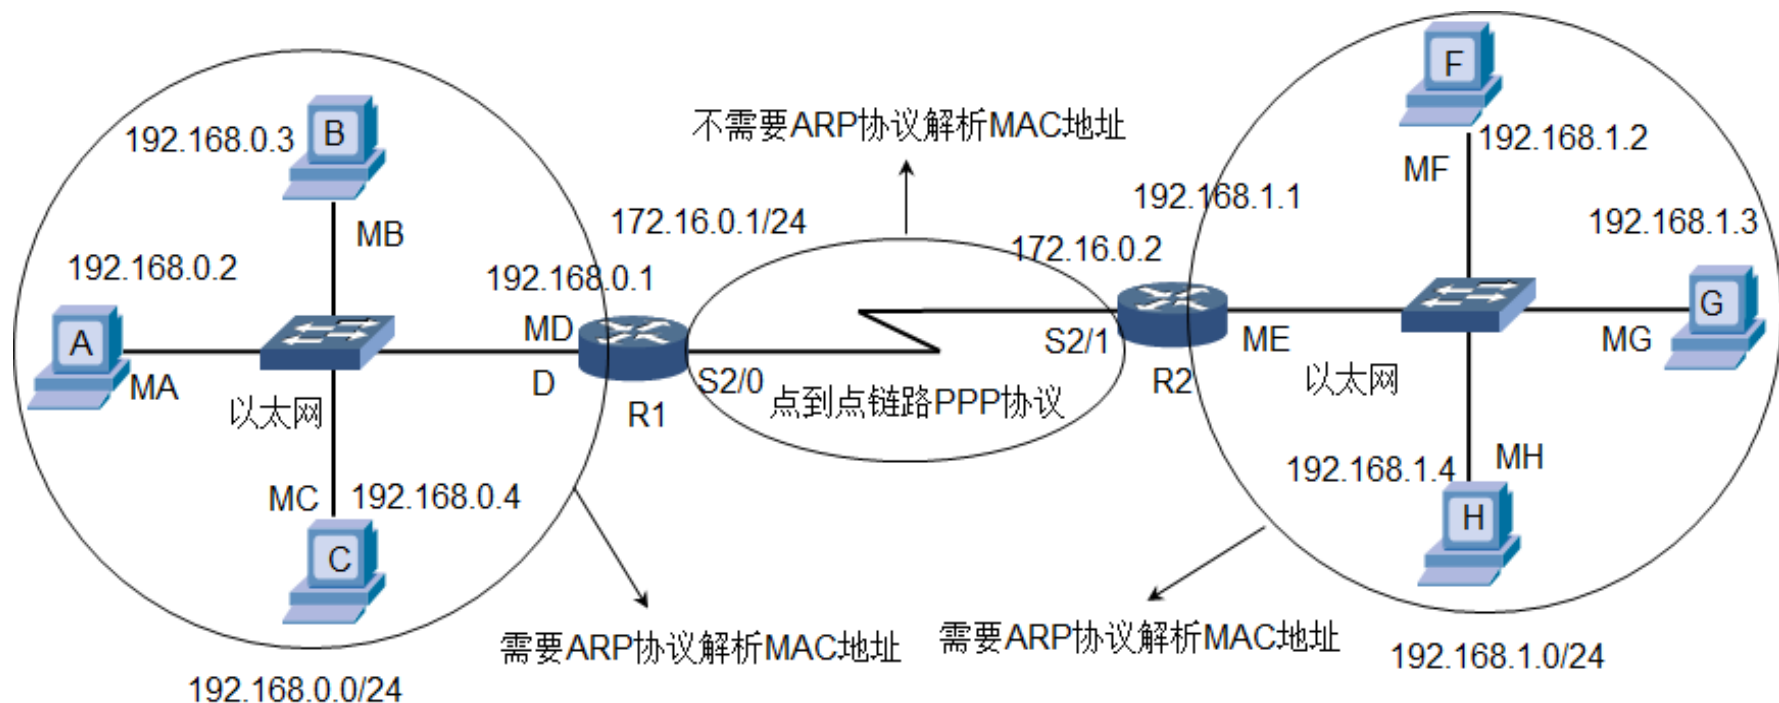 F
B
192.168.0.3
不需要ARP协议解析MAC地址
192.168.1.2
MF
192.168.1.1
172.16.0.1/24
192.168.1.3
MB
172.16.0.2
192.168.0.2
192.168.0.1
G
MD
A
S2/1
ME
MG
MA
D
S2/0
R2
以太网
以太网
R1
点到点链路PPP协议
MH
192.168.1.4
MC
192.168.0.4
H
C
需要ARP协议解析MAC地址
需要ARP协议解析MAC地址
192.168.1.0/24
192.168.0.0/24